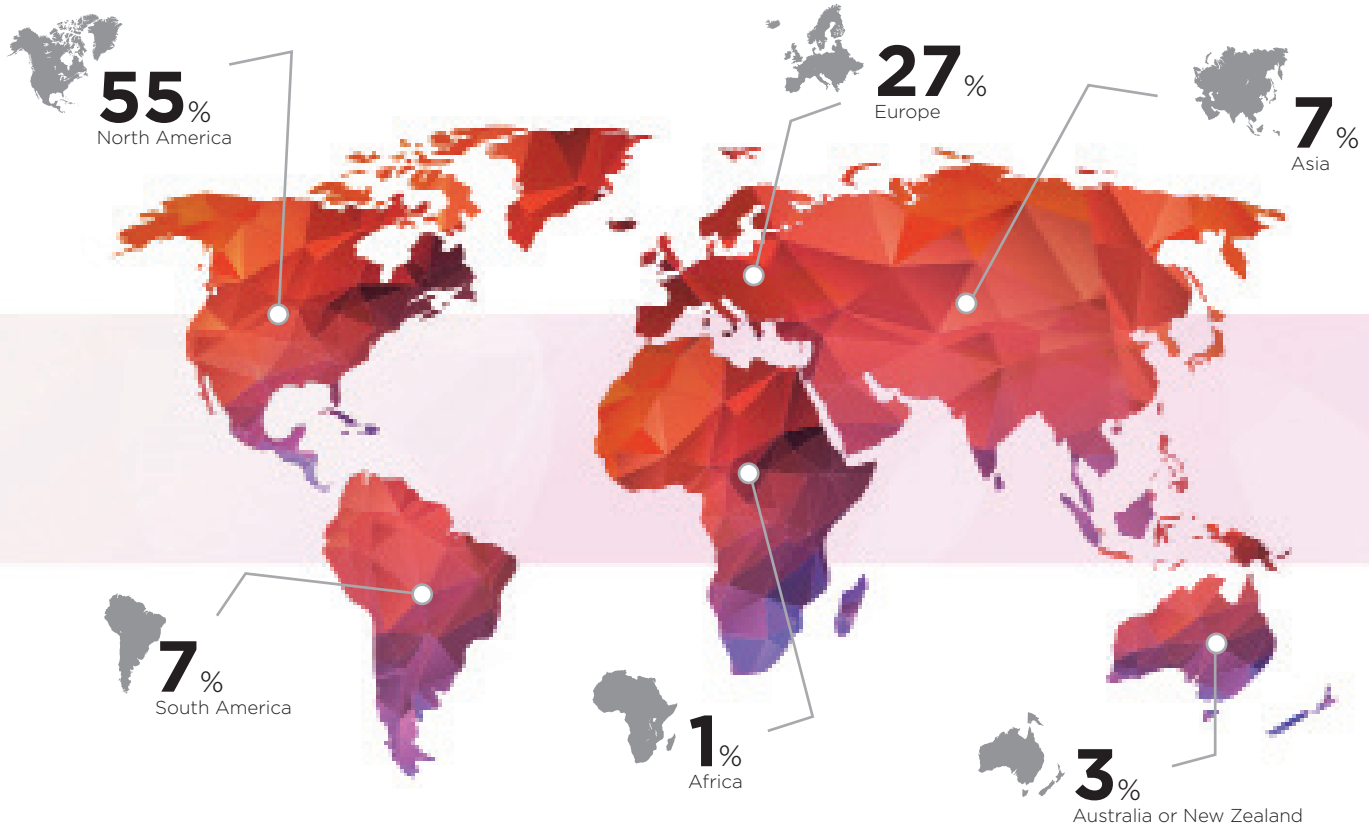 55%
North America
27%
Europe
7%
Asia
7%
South America
1%
Africa
3%
Australia or New Zealand